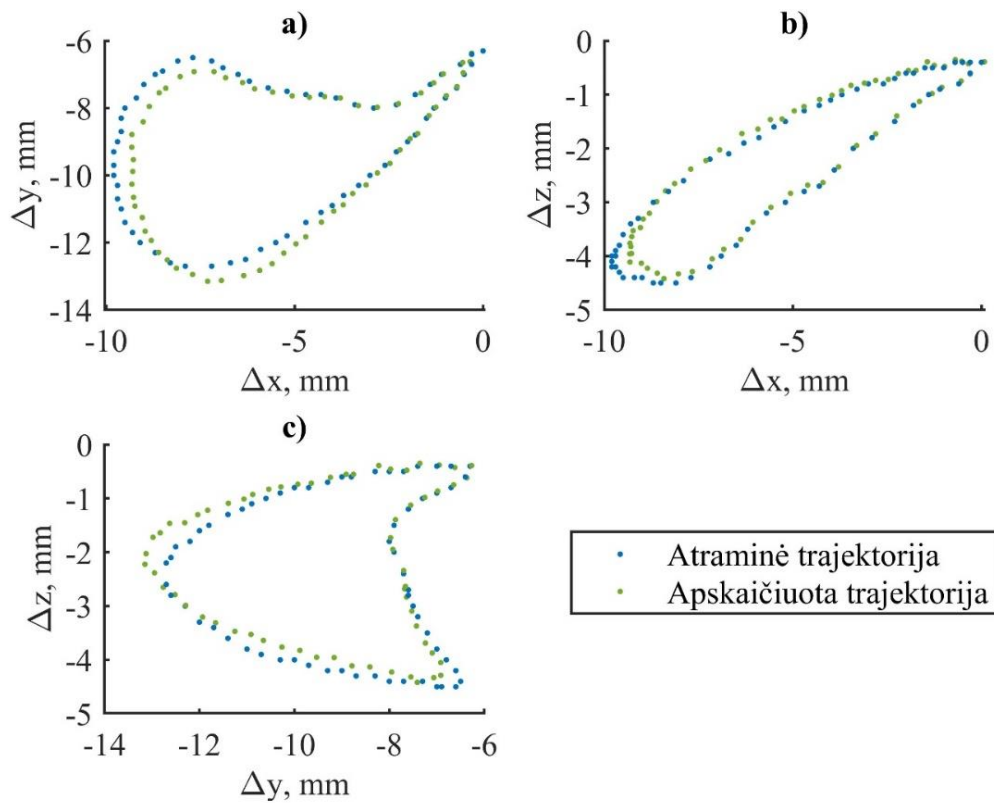 a)
-6
-8
-10
-12
-14
-10
-5
0
Δy, mm
Δx, mm
b)
0
-1
-2
-3
-4
-5
-10
-5
0
Δz, mm
Δx, mm
c)
0
-1
-2
-3
-4
-5
-14
-12
-10
-8
-6
Δz, mm
Δy, mm
Atraminė trajektorija
Apskaičiuota trajektorija